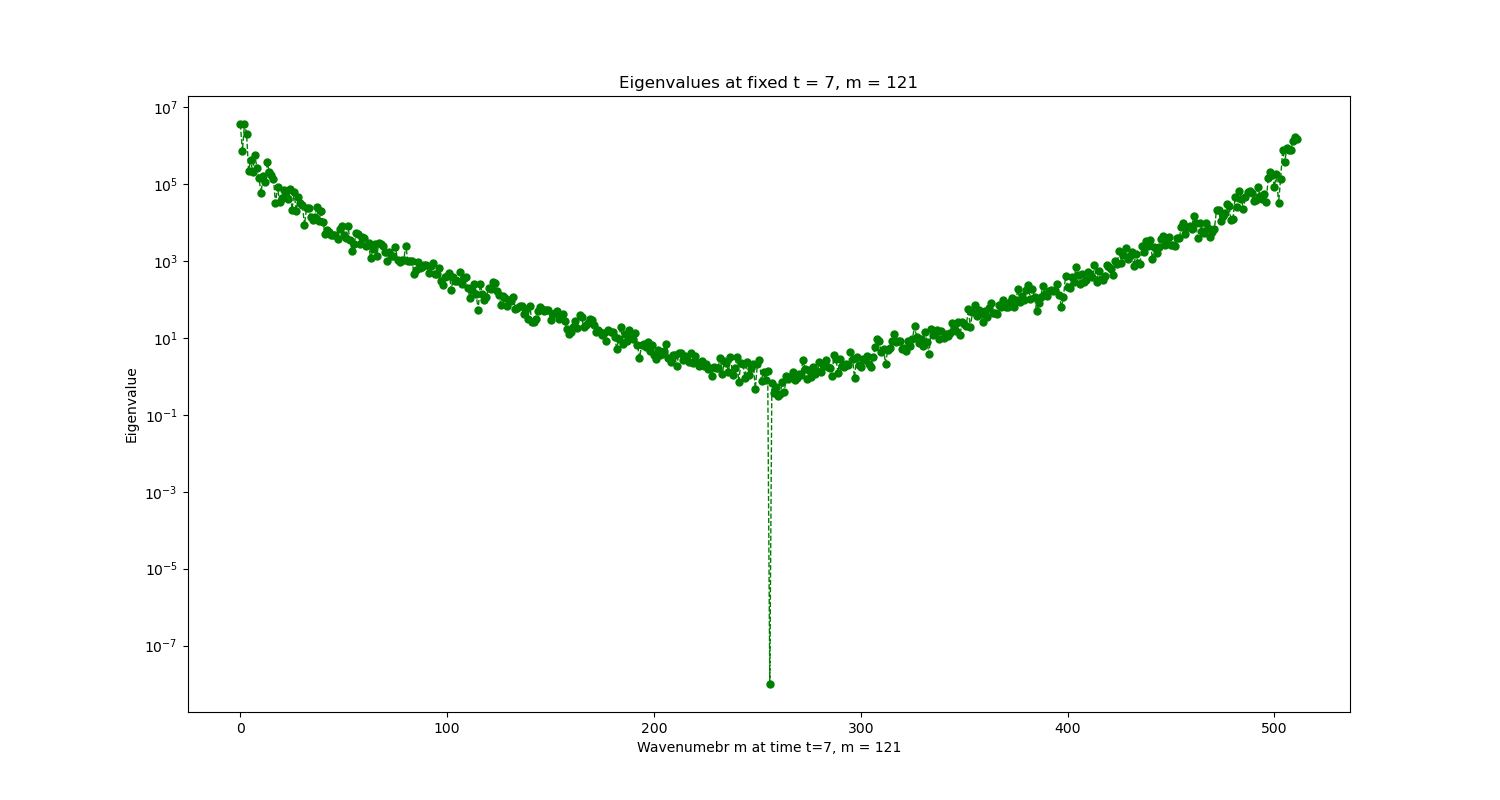 Eigenvalues at fixed t = 7, m = 121
10^7
10^5
10^3
10^1
10^-1
10^-3
10^-5
10^-7
Eigenvalue
0 100 200 300 400 500
Wavenumebr m at time t=7, m = 121